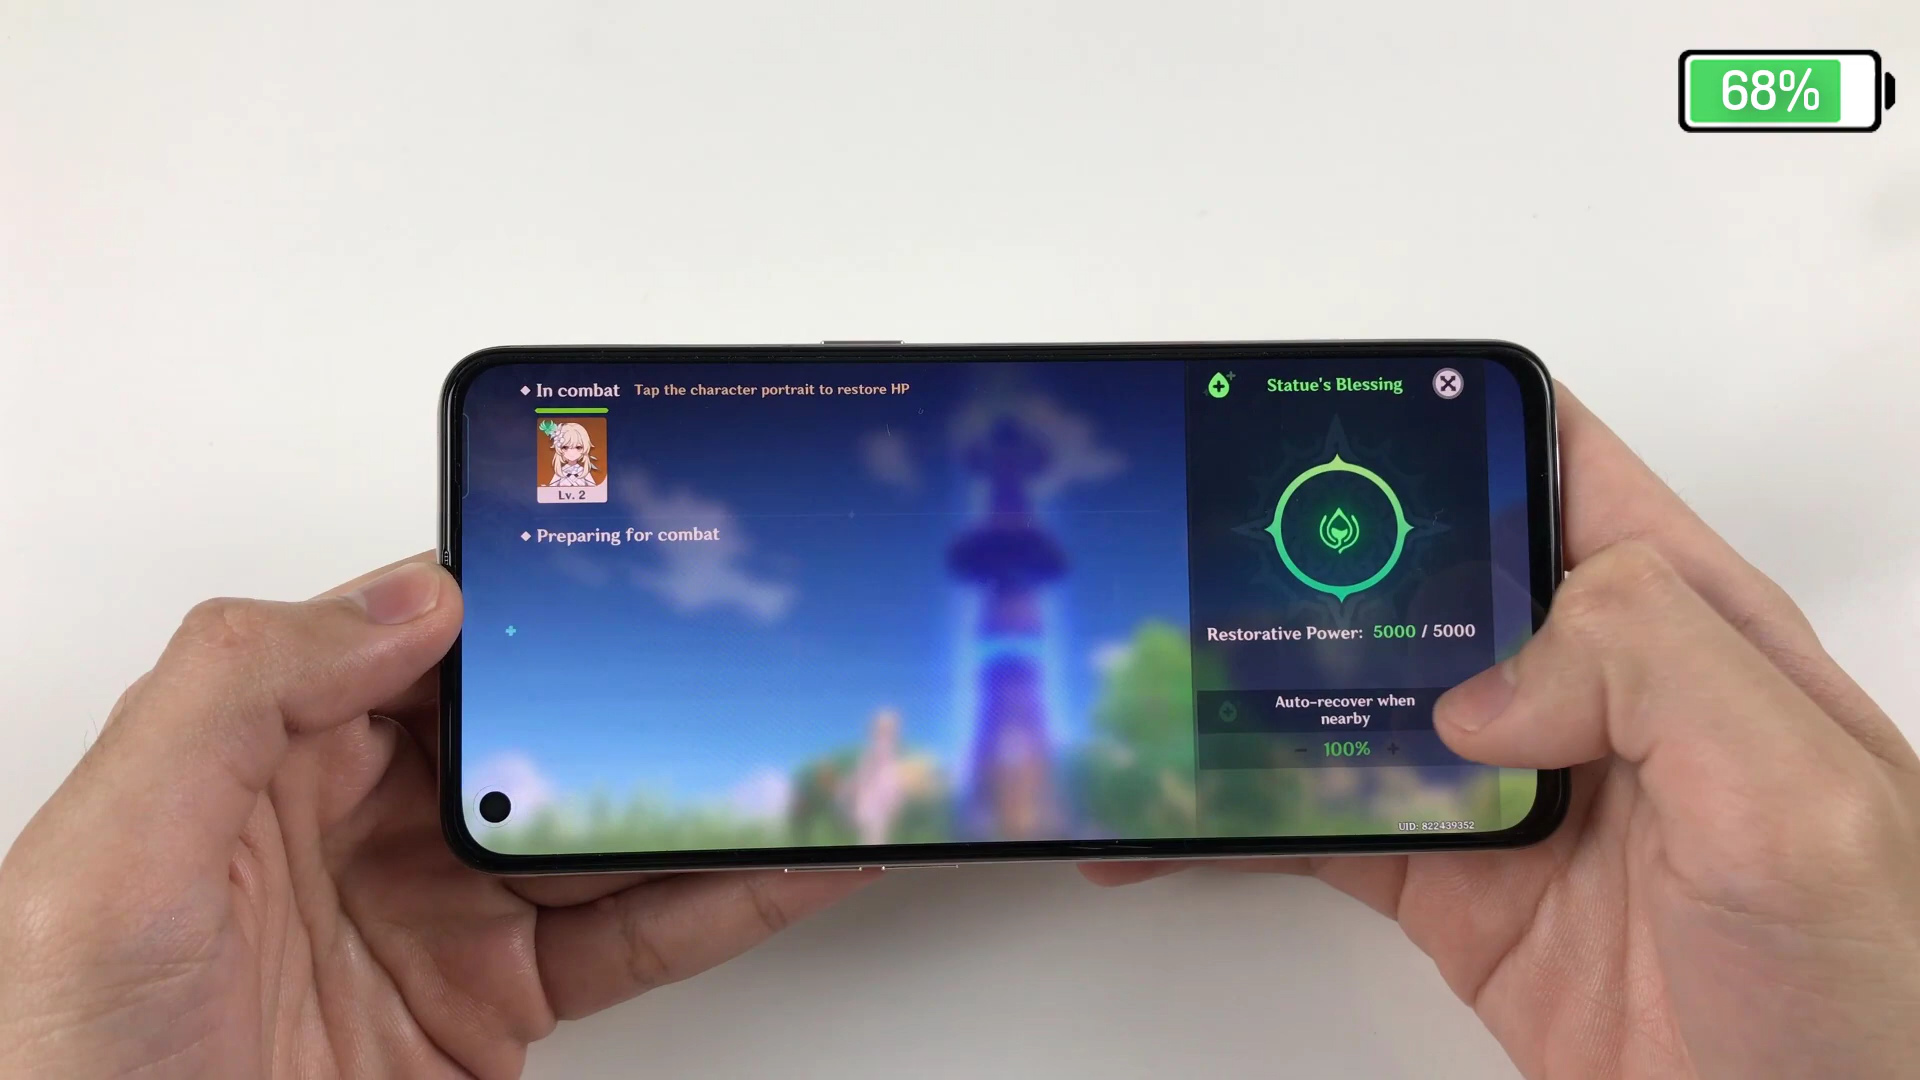 68%
In combat Tap the character portrait to restore HP
Lv. 2
Preparing for combat
Statue's Blessing
Restorative Power: 5000 / 5000
Auto-recover when
nearby
- 100% +
UID: 822439352